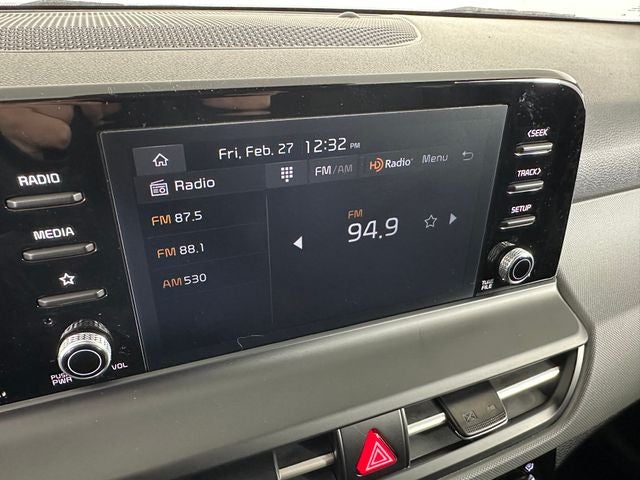 Fri, Feb. 27 12:32 PM
<SEEK
RADIO
Radio
FM/AM
HD Radio
Menu
TRACK>
FM 87.5
FM
94.9
SETUP
MEDIA
FM 88.1
AM 530
TUNE
FILE
PUSH
PWR
VOL